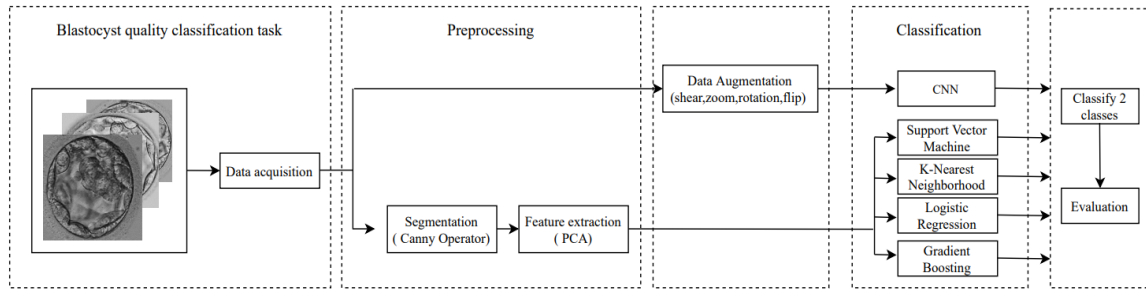 Blastocyst quality classification task
Data acquisition
Preprocessing
Segmentation
( Canny Operator)
Feature extraction
( PCA)
Data Augmentation
(shear,zoom,rotation,flip)
Classification
CNN
Support Vector
Machine
K-Nearest
Neighborhood
Logistic
Regression
Gradient
Boosting
Classify 2
classes
Evaluation